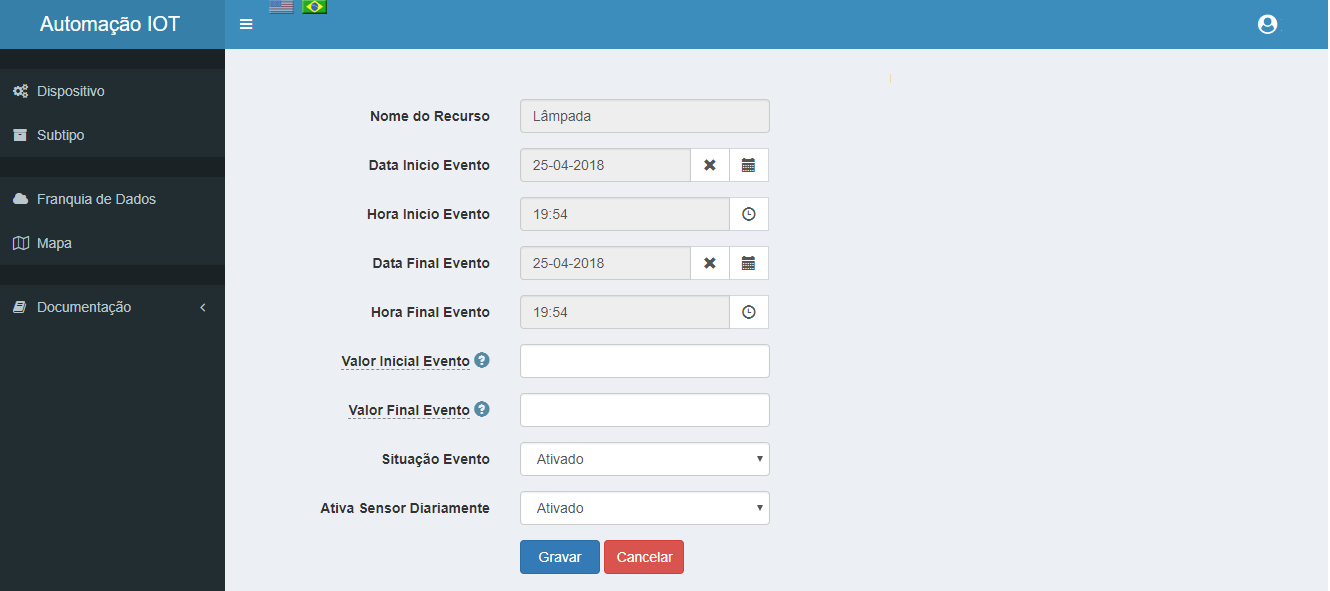 Automação IOT
Dispositivo
Subtipo
Franquia de Dados
Mapa
Documentação
Nome do Recurso Lâmpada
Data Inicio Evento 25-04-2018
Hora Inicio Evento 19:54
Data Final Evento 25-04-2018
Hora Final Evento 19:54
Valor Inicial Evento ?
Valor Final Evento ?
Situação Evento Ativado
Ativa Sensor Diariamente Ativado
Gravar Cancelar